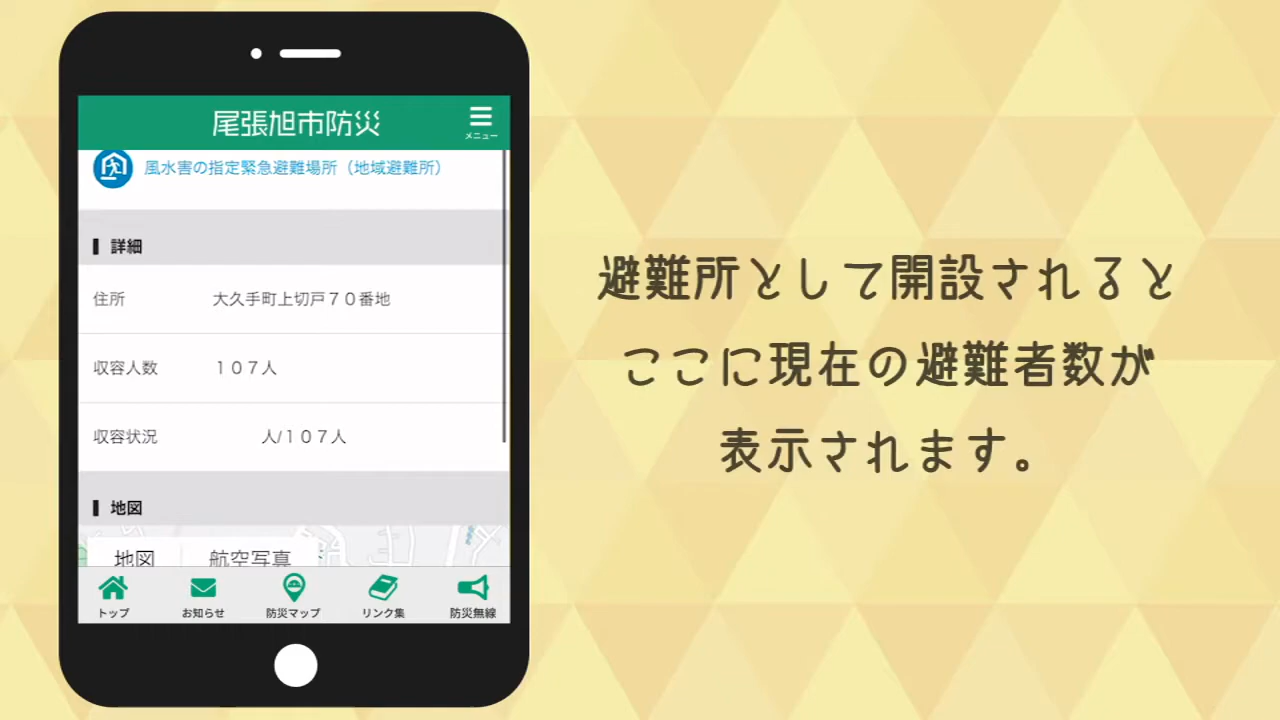 尾張旭市防災
メニュー
風水害の指定緊急避難場所（地域避難所）
詳細
住所 大久手町上切戸７０番地
収容人数 １０７人
収容状況 人/１０７人
地図
地図 航空写真
トップ お知らせ 防災マップ リンク集 防災無線
避難所として開設されると
ここに現在の避難者数が
表示されます。